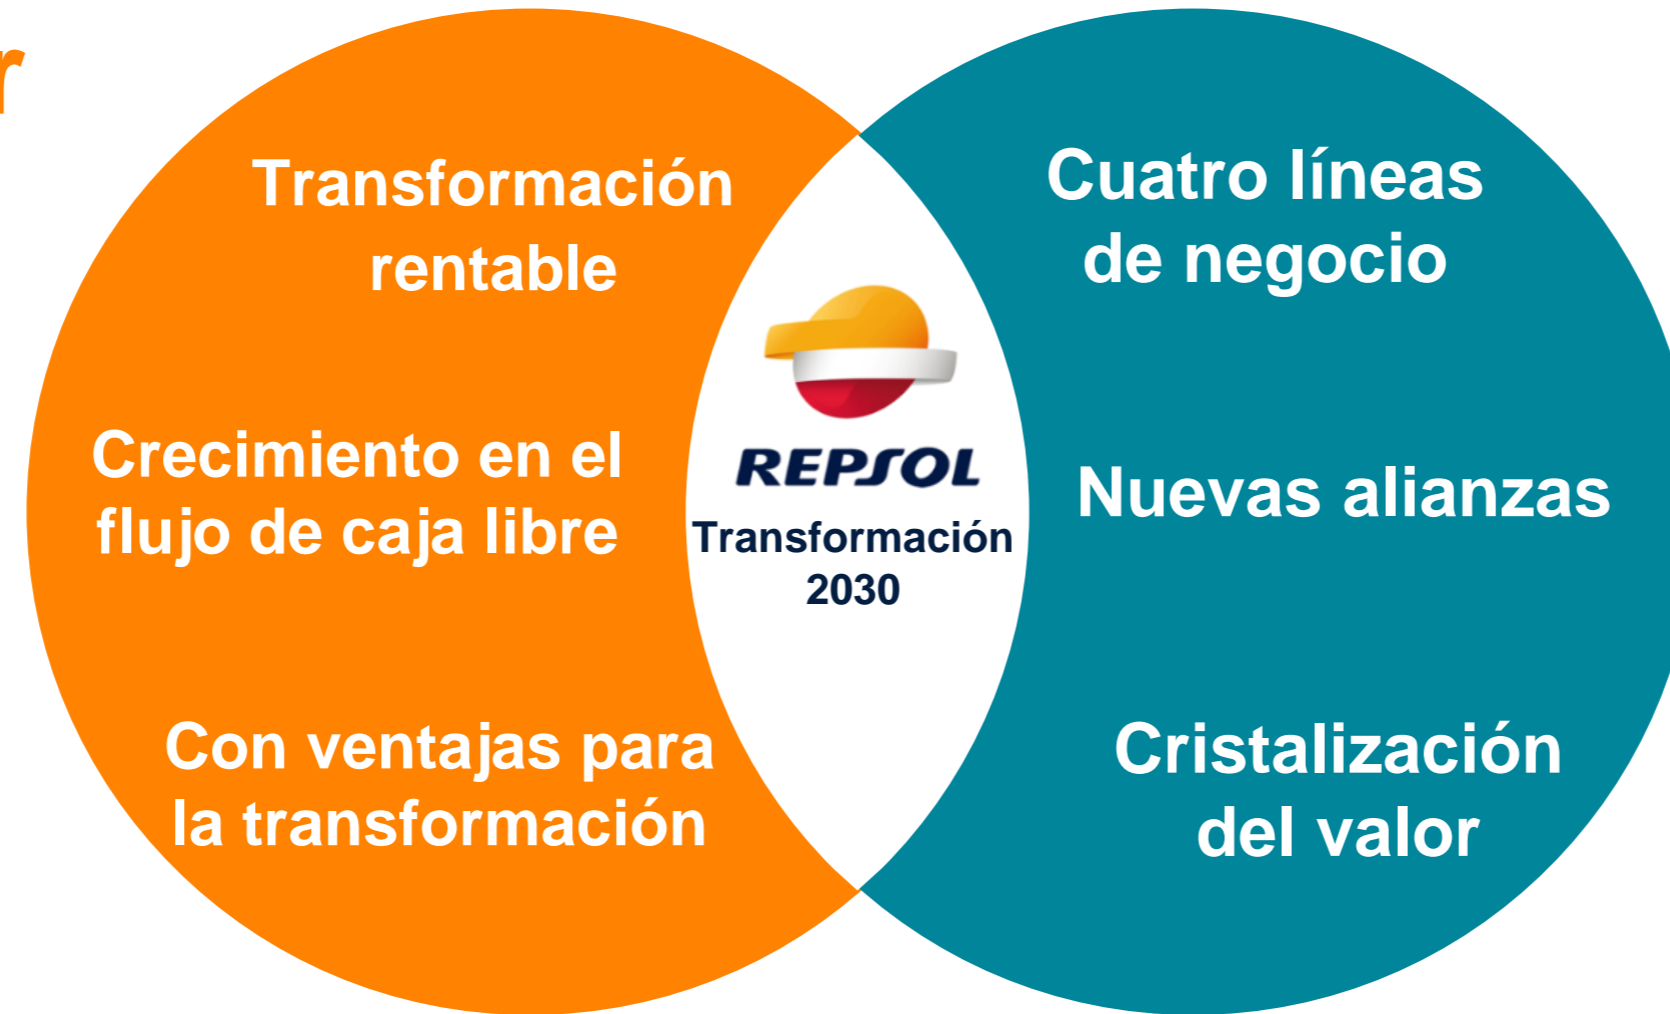 r
Transformación
rentable
Crecimiento en el
flujo de caja libre
Con ventajas para
la transformación
REPSOL
Transformación
2030
Cuatro líneas
de negocio
Nuevas alianzas
Cristalización
del valor